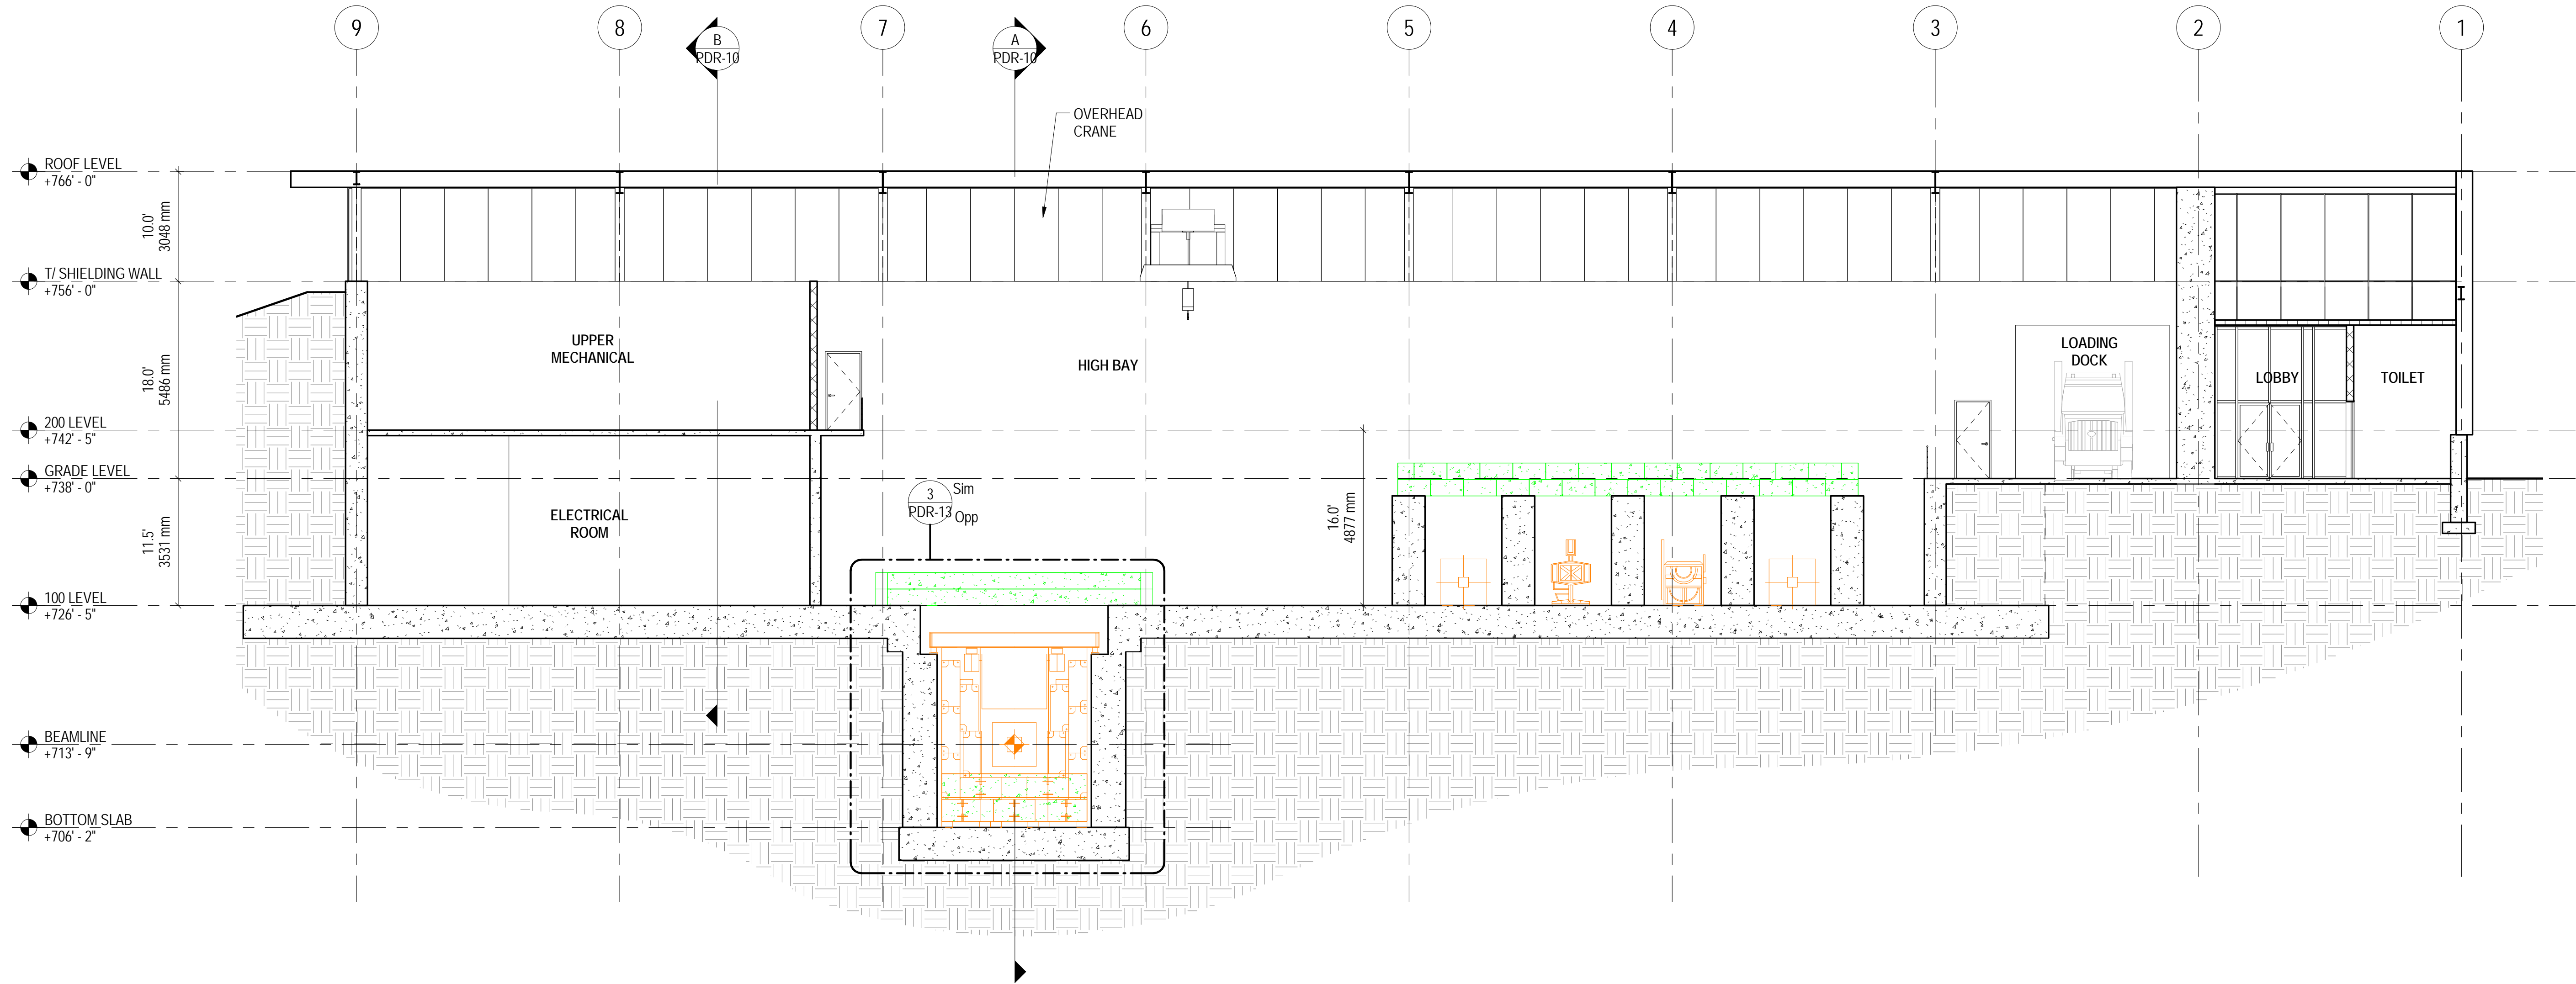 9
8
7
6
5
4
3
2
1
B
PDR-10
A
PDR-10
OVERHEAD
CRANE
ROOF LEVEL
+766' - 0"
10.0'
3048 mm
T/ SHIELDING WALL
+756' - 0"
18.0'
5486 mm
200 LEVEL
+742' - 5"
GRADE LEVEL
+738' - 0"
11.5'
3531 mm
100 LEVEL
+726' - 5"
BEAMLINE
+713' - 9"
BOTTOM SLAB
+706' - 2"
UPPER
MECHANICAL
HIGH BAY
LOADING
DOCK
LOBBY
TOILET
ELECTRICAL
ROOM
3
PDR-13
Sim
Opp
16.0'
4877 mm